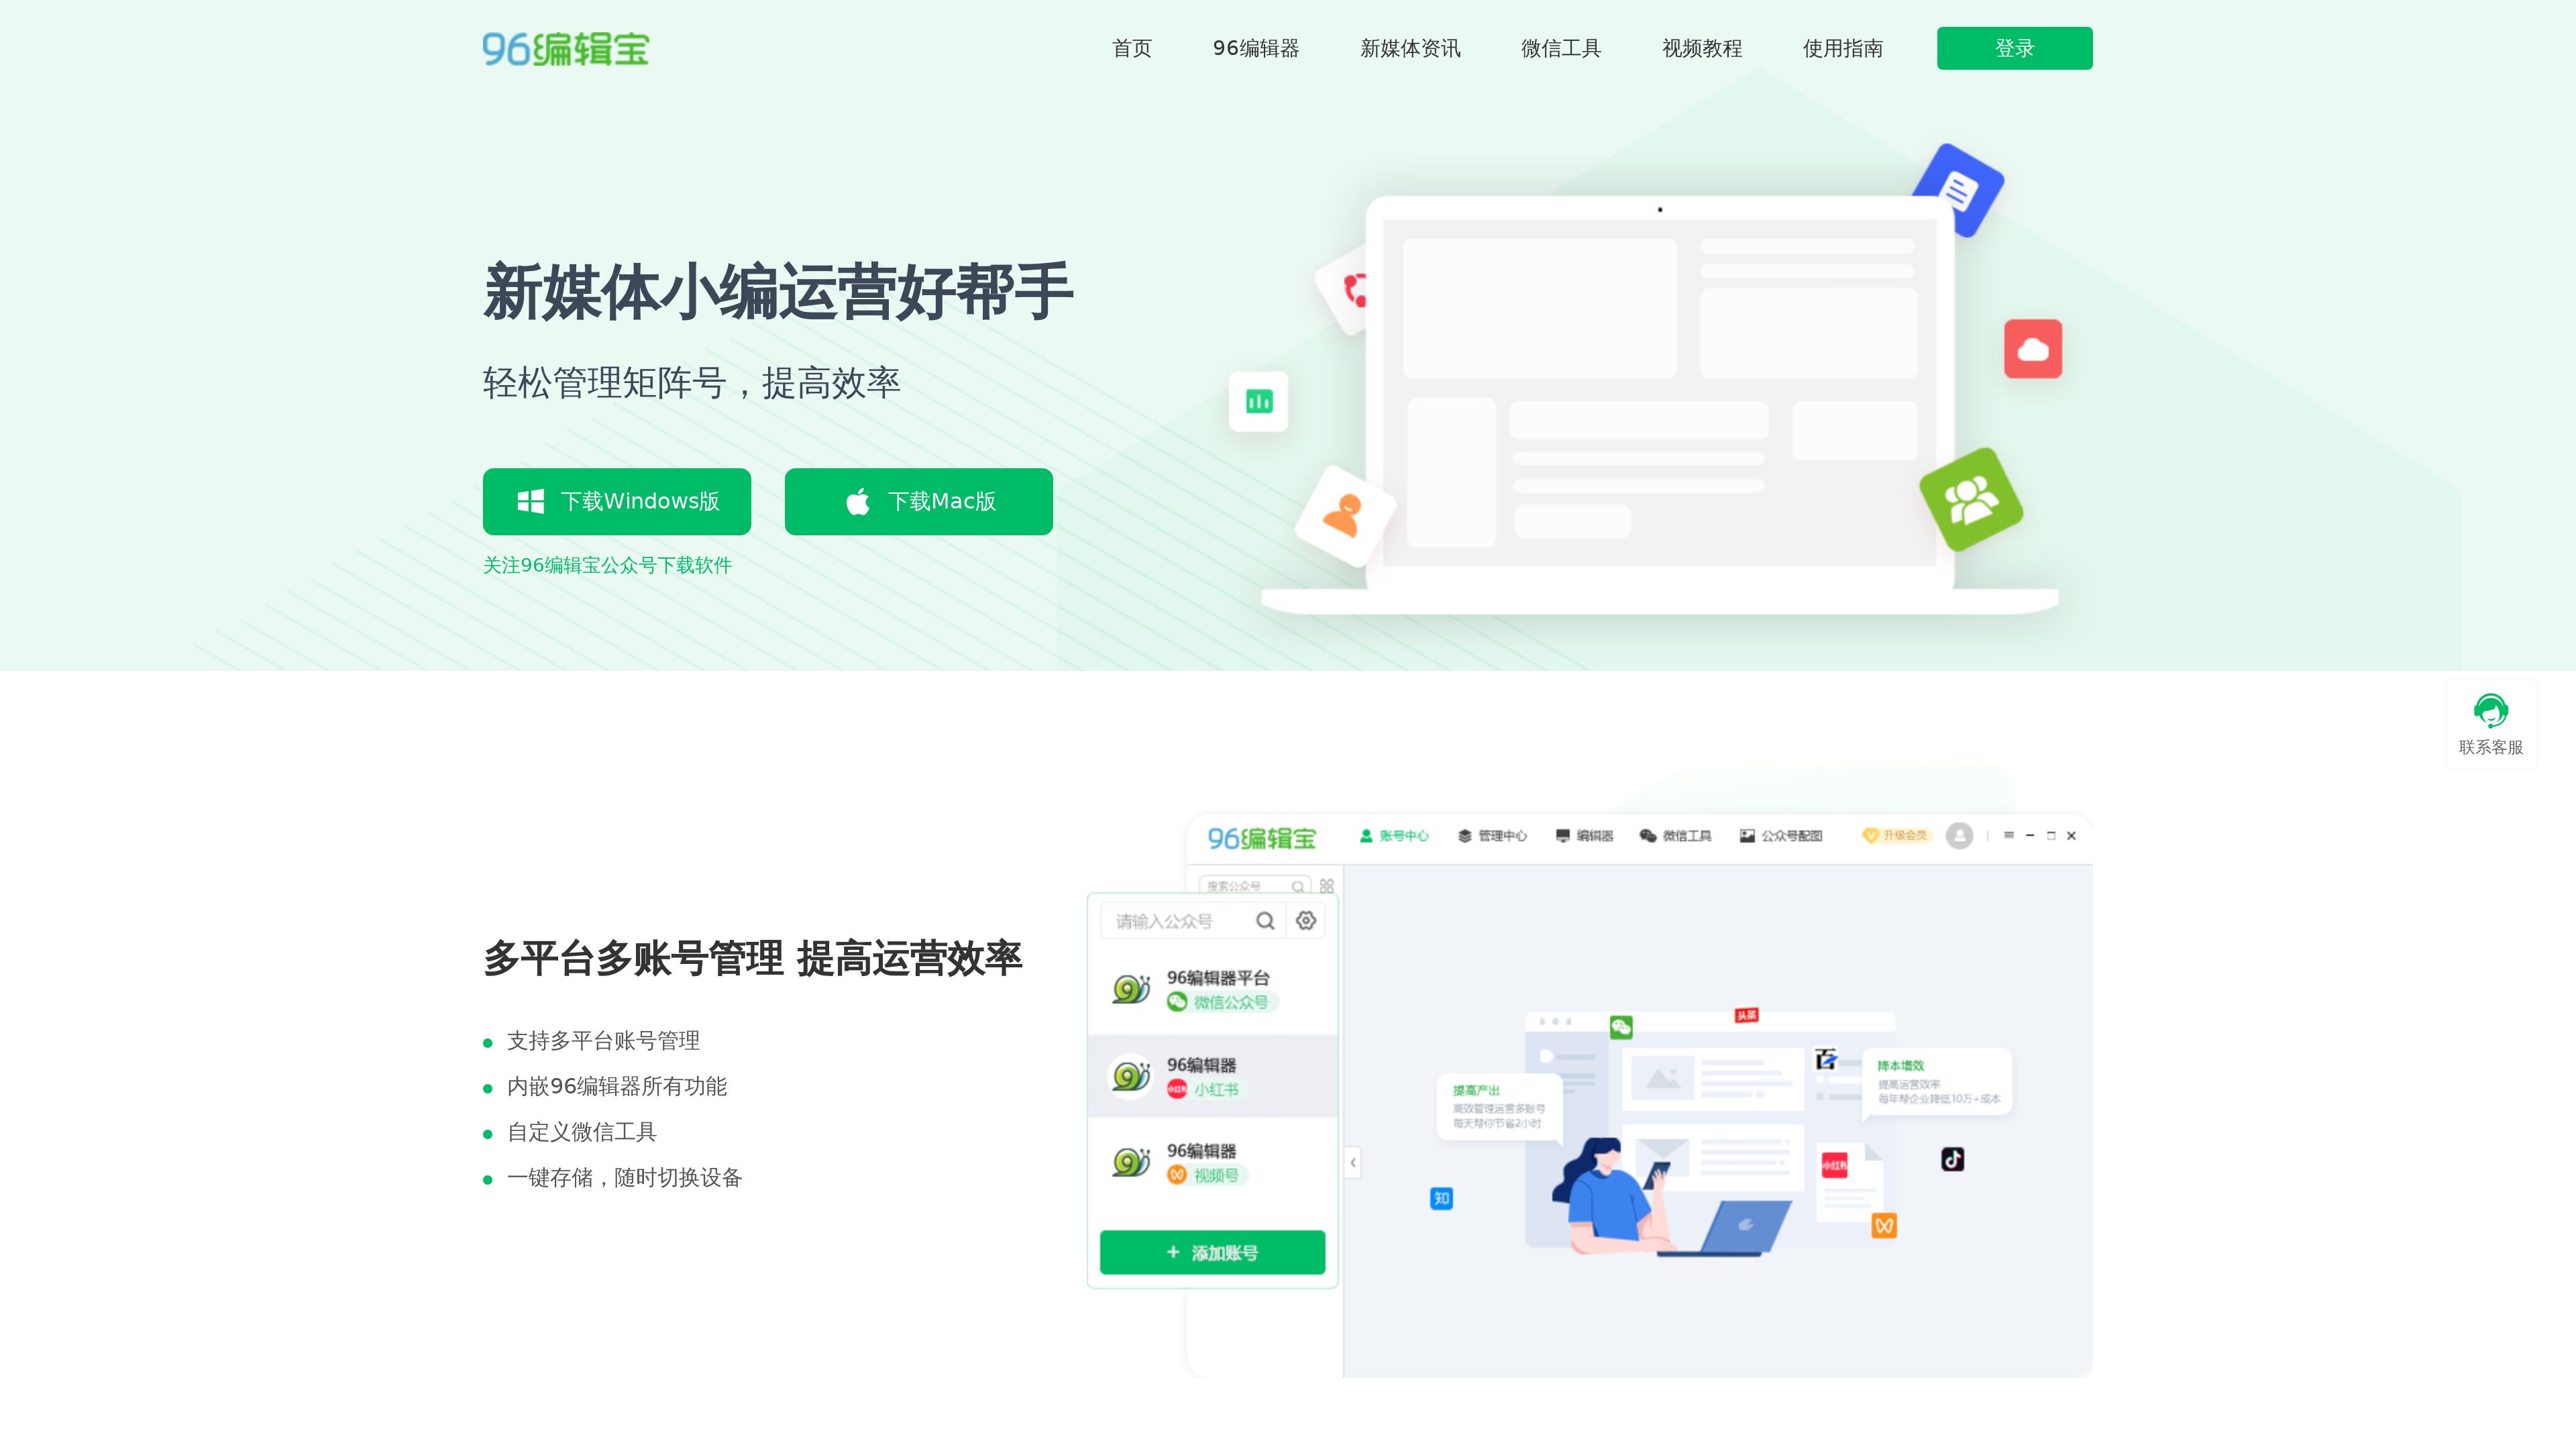 96编辑宝
首页 96编辑器 新媒体资讯 微信工具 视频教程 使用指南 登录
新媒体小编运营好帮手
轻松管理矩阵号，提高效率
下载Windows版 下载Mac版
关注96编辑宝公众号下载软件
联系客服
96编辑宝 账号中心 管理中心 编辑器 微信工具 公众号配图 升级会员
搜索公众号
请输入公众号
96编辑器平台
微信公众号
96编辑器
小红书 小红书
96编辑器
视频号
+ 添加账号
多平台多账号管理 提高运营效率
支持多平台账号管理
内嵌96编辑器所有功能
自定义微信工具
一键存储，随时切换设备
头条
百
降本增效
提高运营效率
每年帮企业降低10万+成本
提高产出
高效管理运营多账号
每天帮你节省2小时
小红书
知